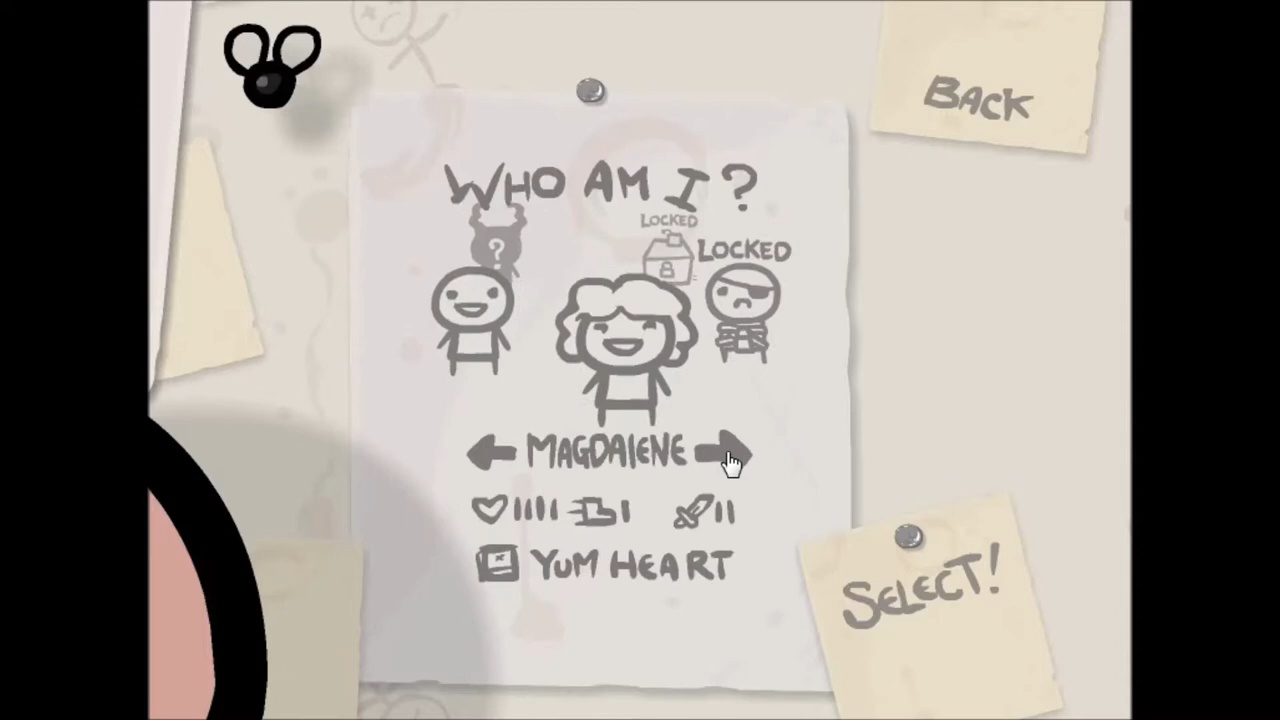 BACK
WHO AM I?
?
LOCKED
LOCKED
MAGDALENE
YUM HEART
SELECT!